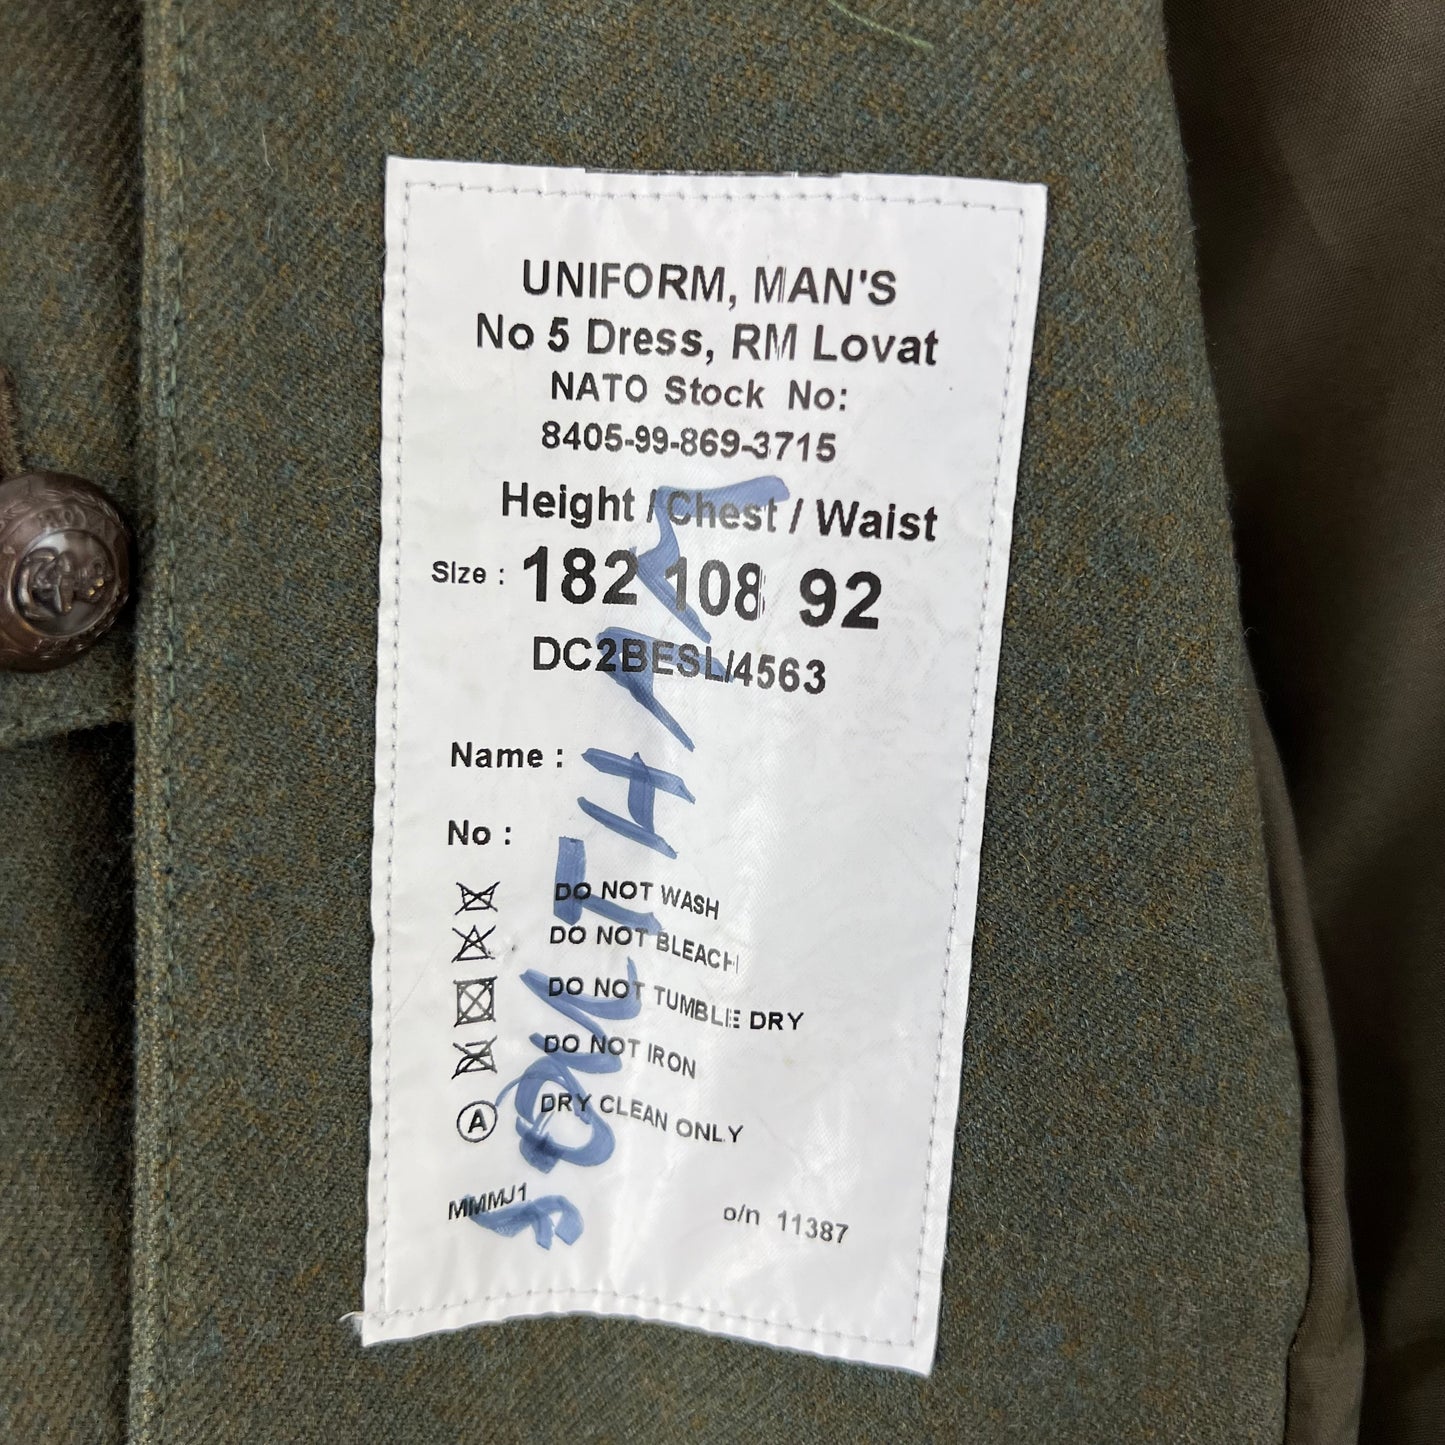 UNIFORM, MAN'S
No 5 Dress, RM Lovat
NATO Stock No:
8405-99-869-3715
Height / Chest / Waist
Size : 182 108 92
DC2BESL/4563
Name :
No :
DO NOT WASH
DO NOT BLEACH
DO NOT TUMBLE DRY
DO NOT IRON
A DRY CLEAN ONLY
MMMJ1 o/n 11387